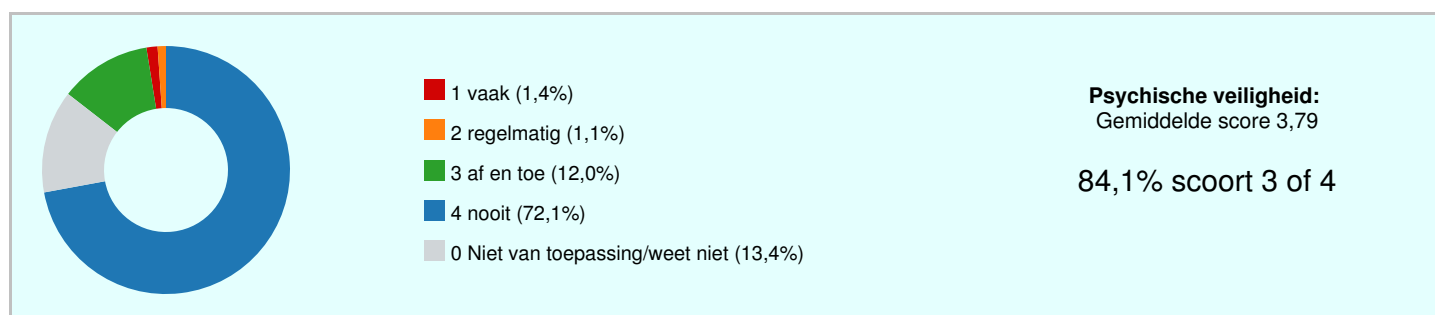 1 vaak (1,4%)
2 regelmatig (1,1%)
3 af en toe (12,0%)
4 nooit (72,1%)
0 Niet van toepassing/weet niet (13,4%)
Psychische veiligheid:
Gemiddelde score 3,79
84,1% scoort 3 of 4